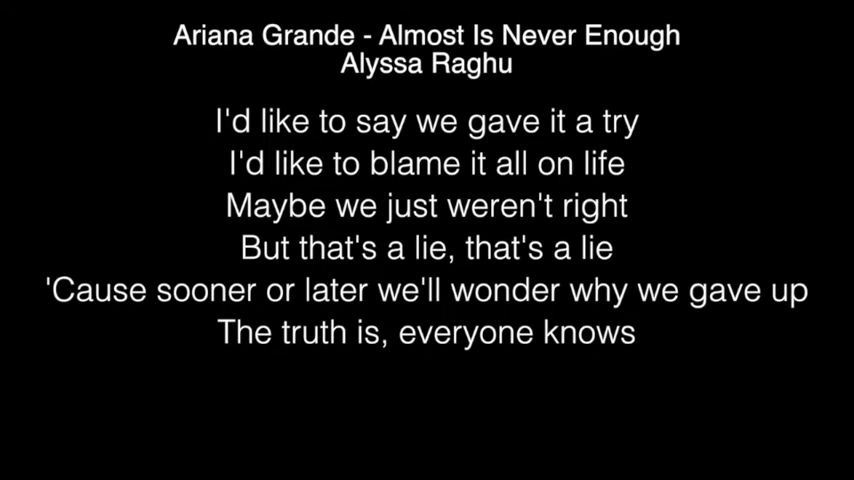 Ariana Grande - Almost Is Never Enough
Alyssa Raghu
I'd like to say we gave it a try
I'd like to blame it all on life
Maybe we just weren't right
But that's a lie, that's a lie
'Cause sooner or later we'll wonder why we gave up
The truth is, everyone knows